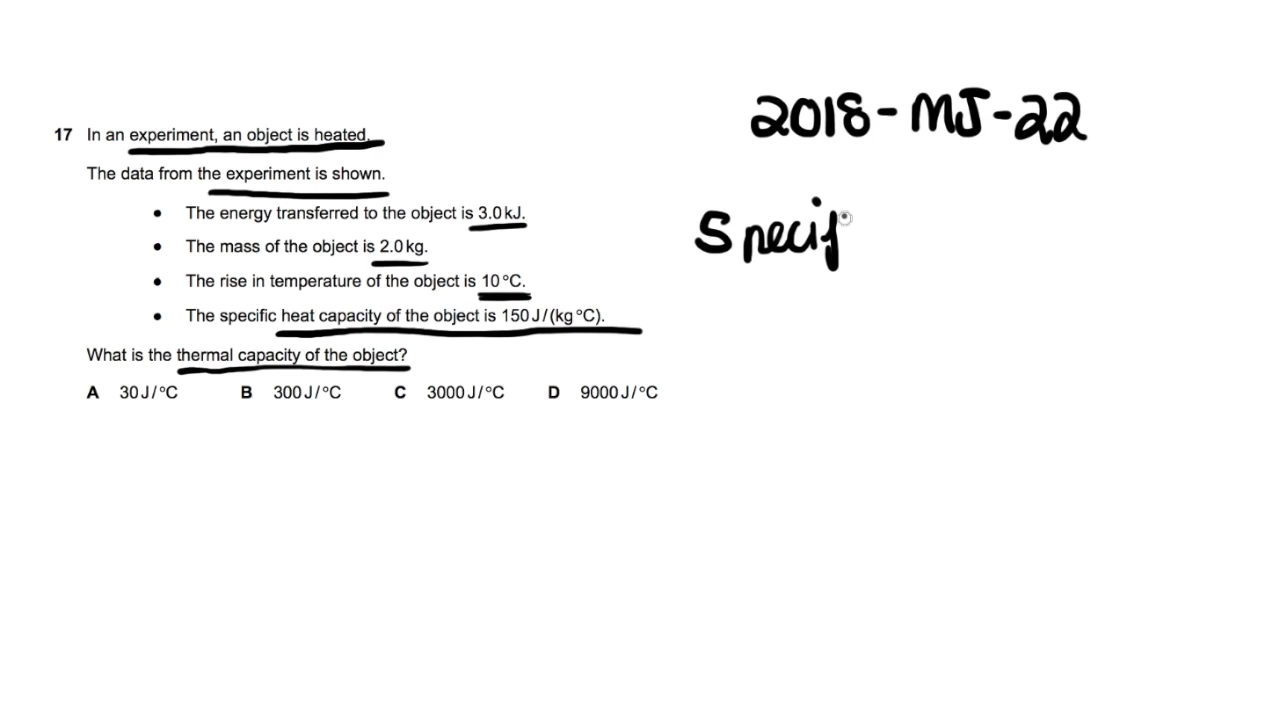 2018-MJ-22
17 In an experiment, an object is heated.
The data from the experiment is shown.
Specif
• The energy transferred to the object is 3.0 kJ.
• The mass of the object is 2.0 kg.
• The rise in temperature of the object is 10 °C.
• The specific heat capacity of the object is 150 J/(kg °C).
What is the thermal capacity of the object?
A 30 J/°C B 300 J/°C C 3000 J/°C D 9000 J/°C